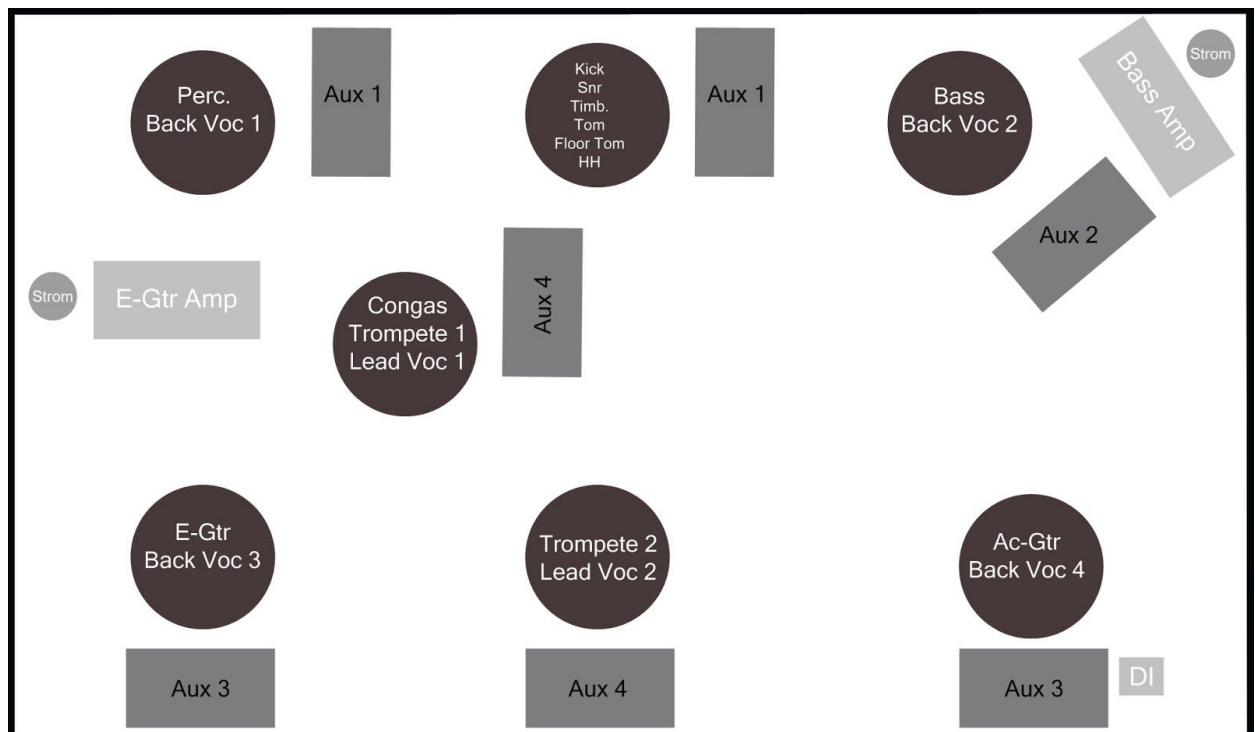 Perc.
Back Voc 1
Aux 1
Kick
Snr
Timb.
Tom
Floor Tom
HH
Aux 1
Bass
Back Voc 2
Bass Amp
Strom
Aux 2
Strom
E-Gtr Amp
Congas
Trompete 1
Lead Voc 1
Aux 4
E-Gtr
Back Voc 3
Trompete 2
Lead Voc 2
Ac-Gtr
Back Voc 4
Aux 3
Aux 4
Aux 3
DI